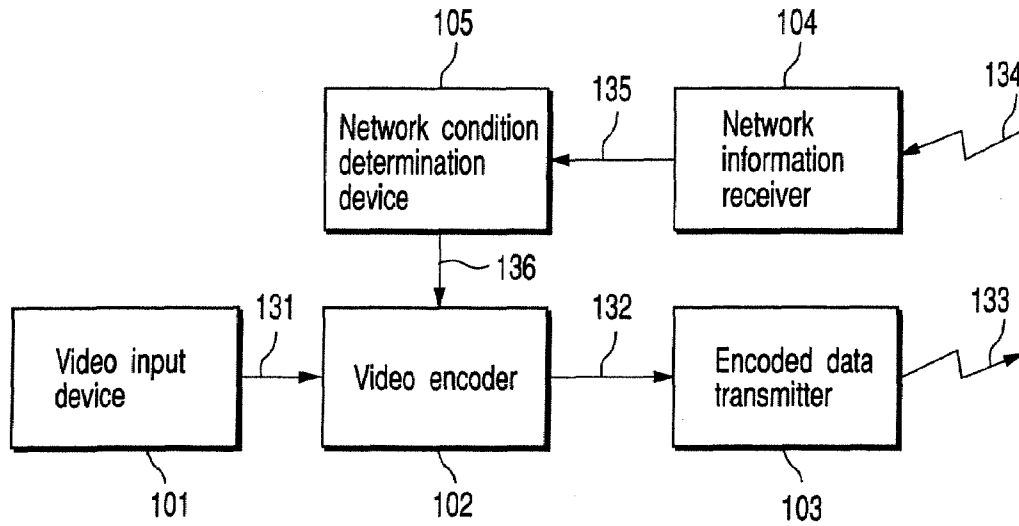 105
104
134
135
Network condition
determination
device
Network
information
receiver
136
131
132
133
Video input
device
Video encoder
Encoded data
transmitter
101
102
103